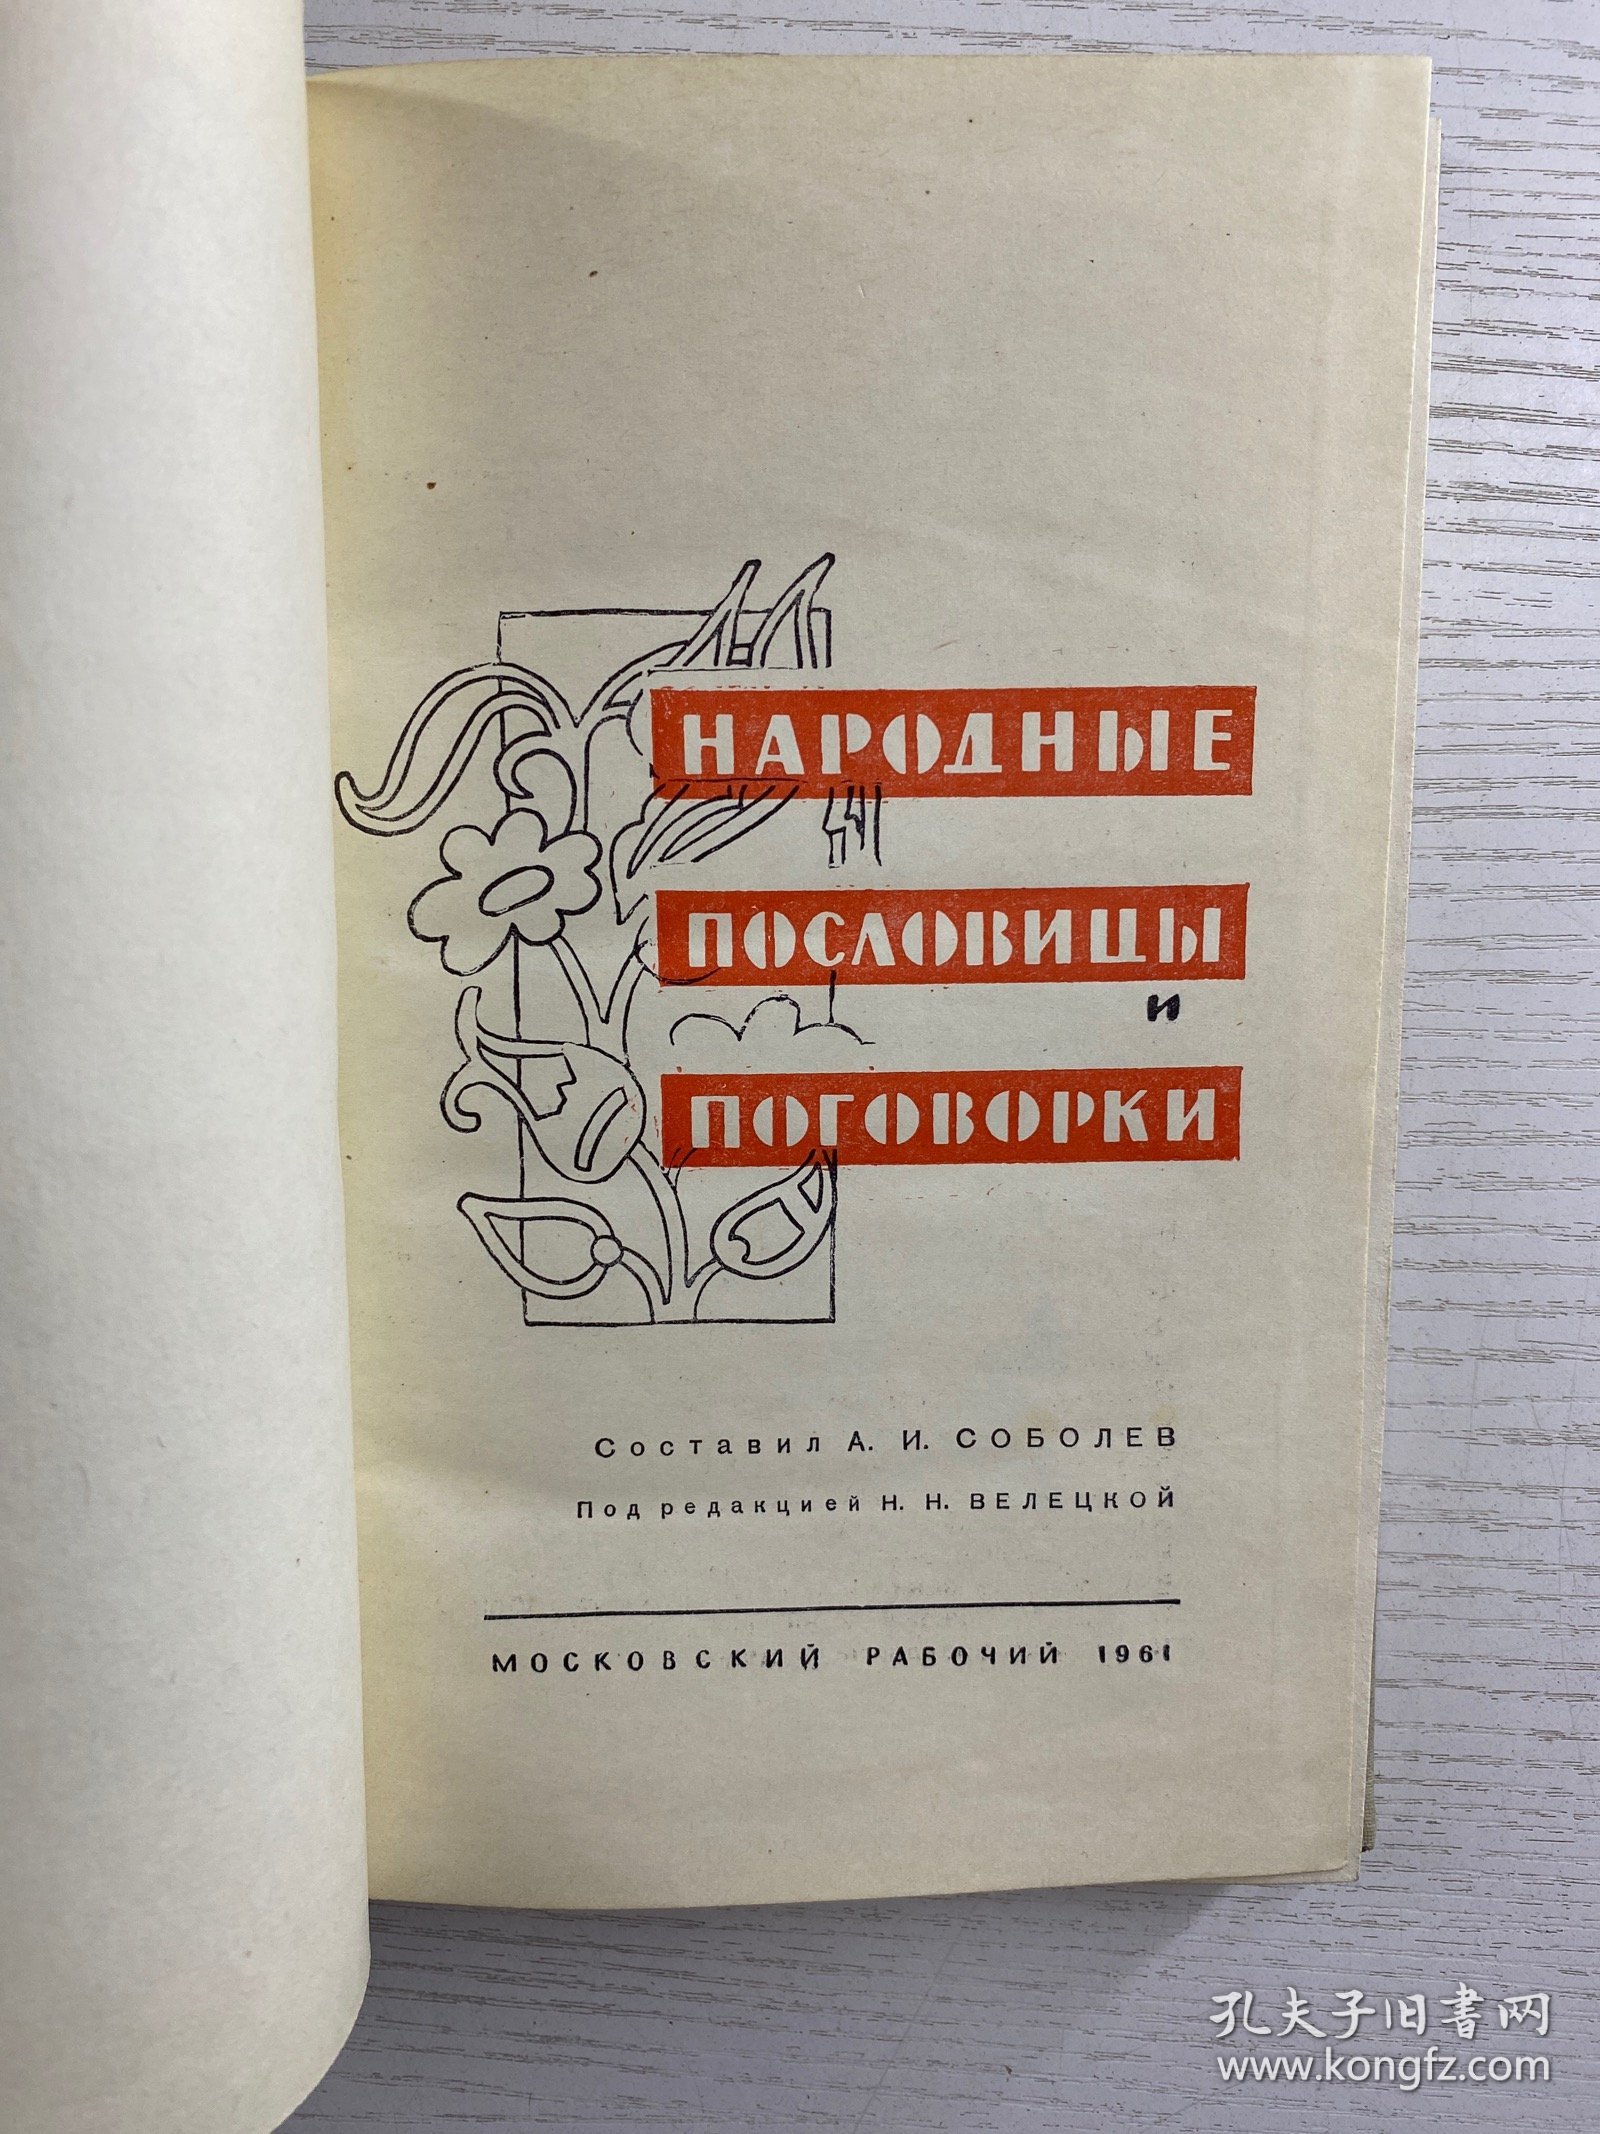 НАРОДНЫЕ
ПОСЛОВИЦЫ
и
ПОГОВОРКИ
Составил А. И. СОБОЛЕВ
Под редакцией Н. Н. ВЕЛЕЦКОЙ
МОСКОВСКИЙ РАБОЧИЙ 1961
孔夫子旧书网
www.kongfz.com